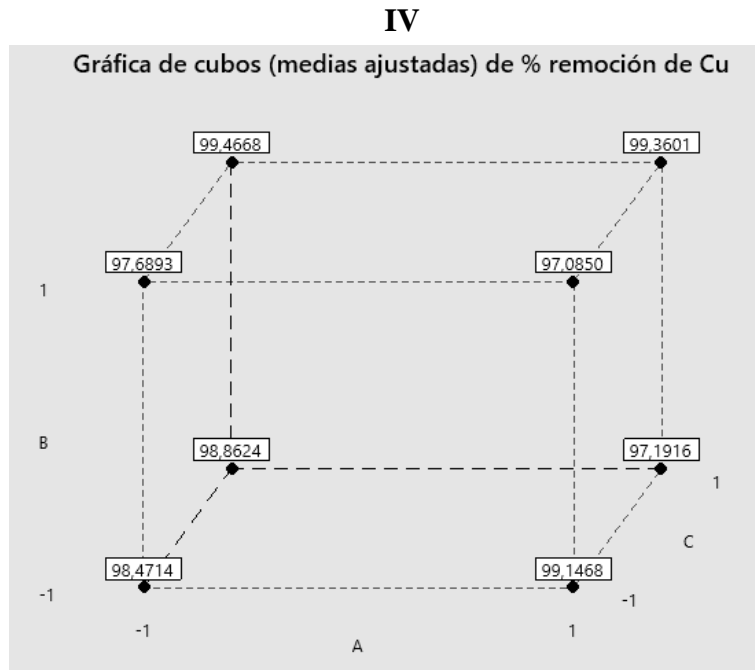 IV
Gráfica de cubos (medias ajustadas) de % remoción de Cu
99,4668 99,3601
97,6893 97,0850
1
B
98,8624 97,1916
1
C
98,4714 99,1468
-1 -1
-1 1
A